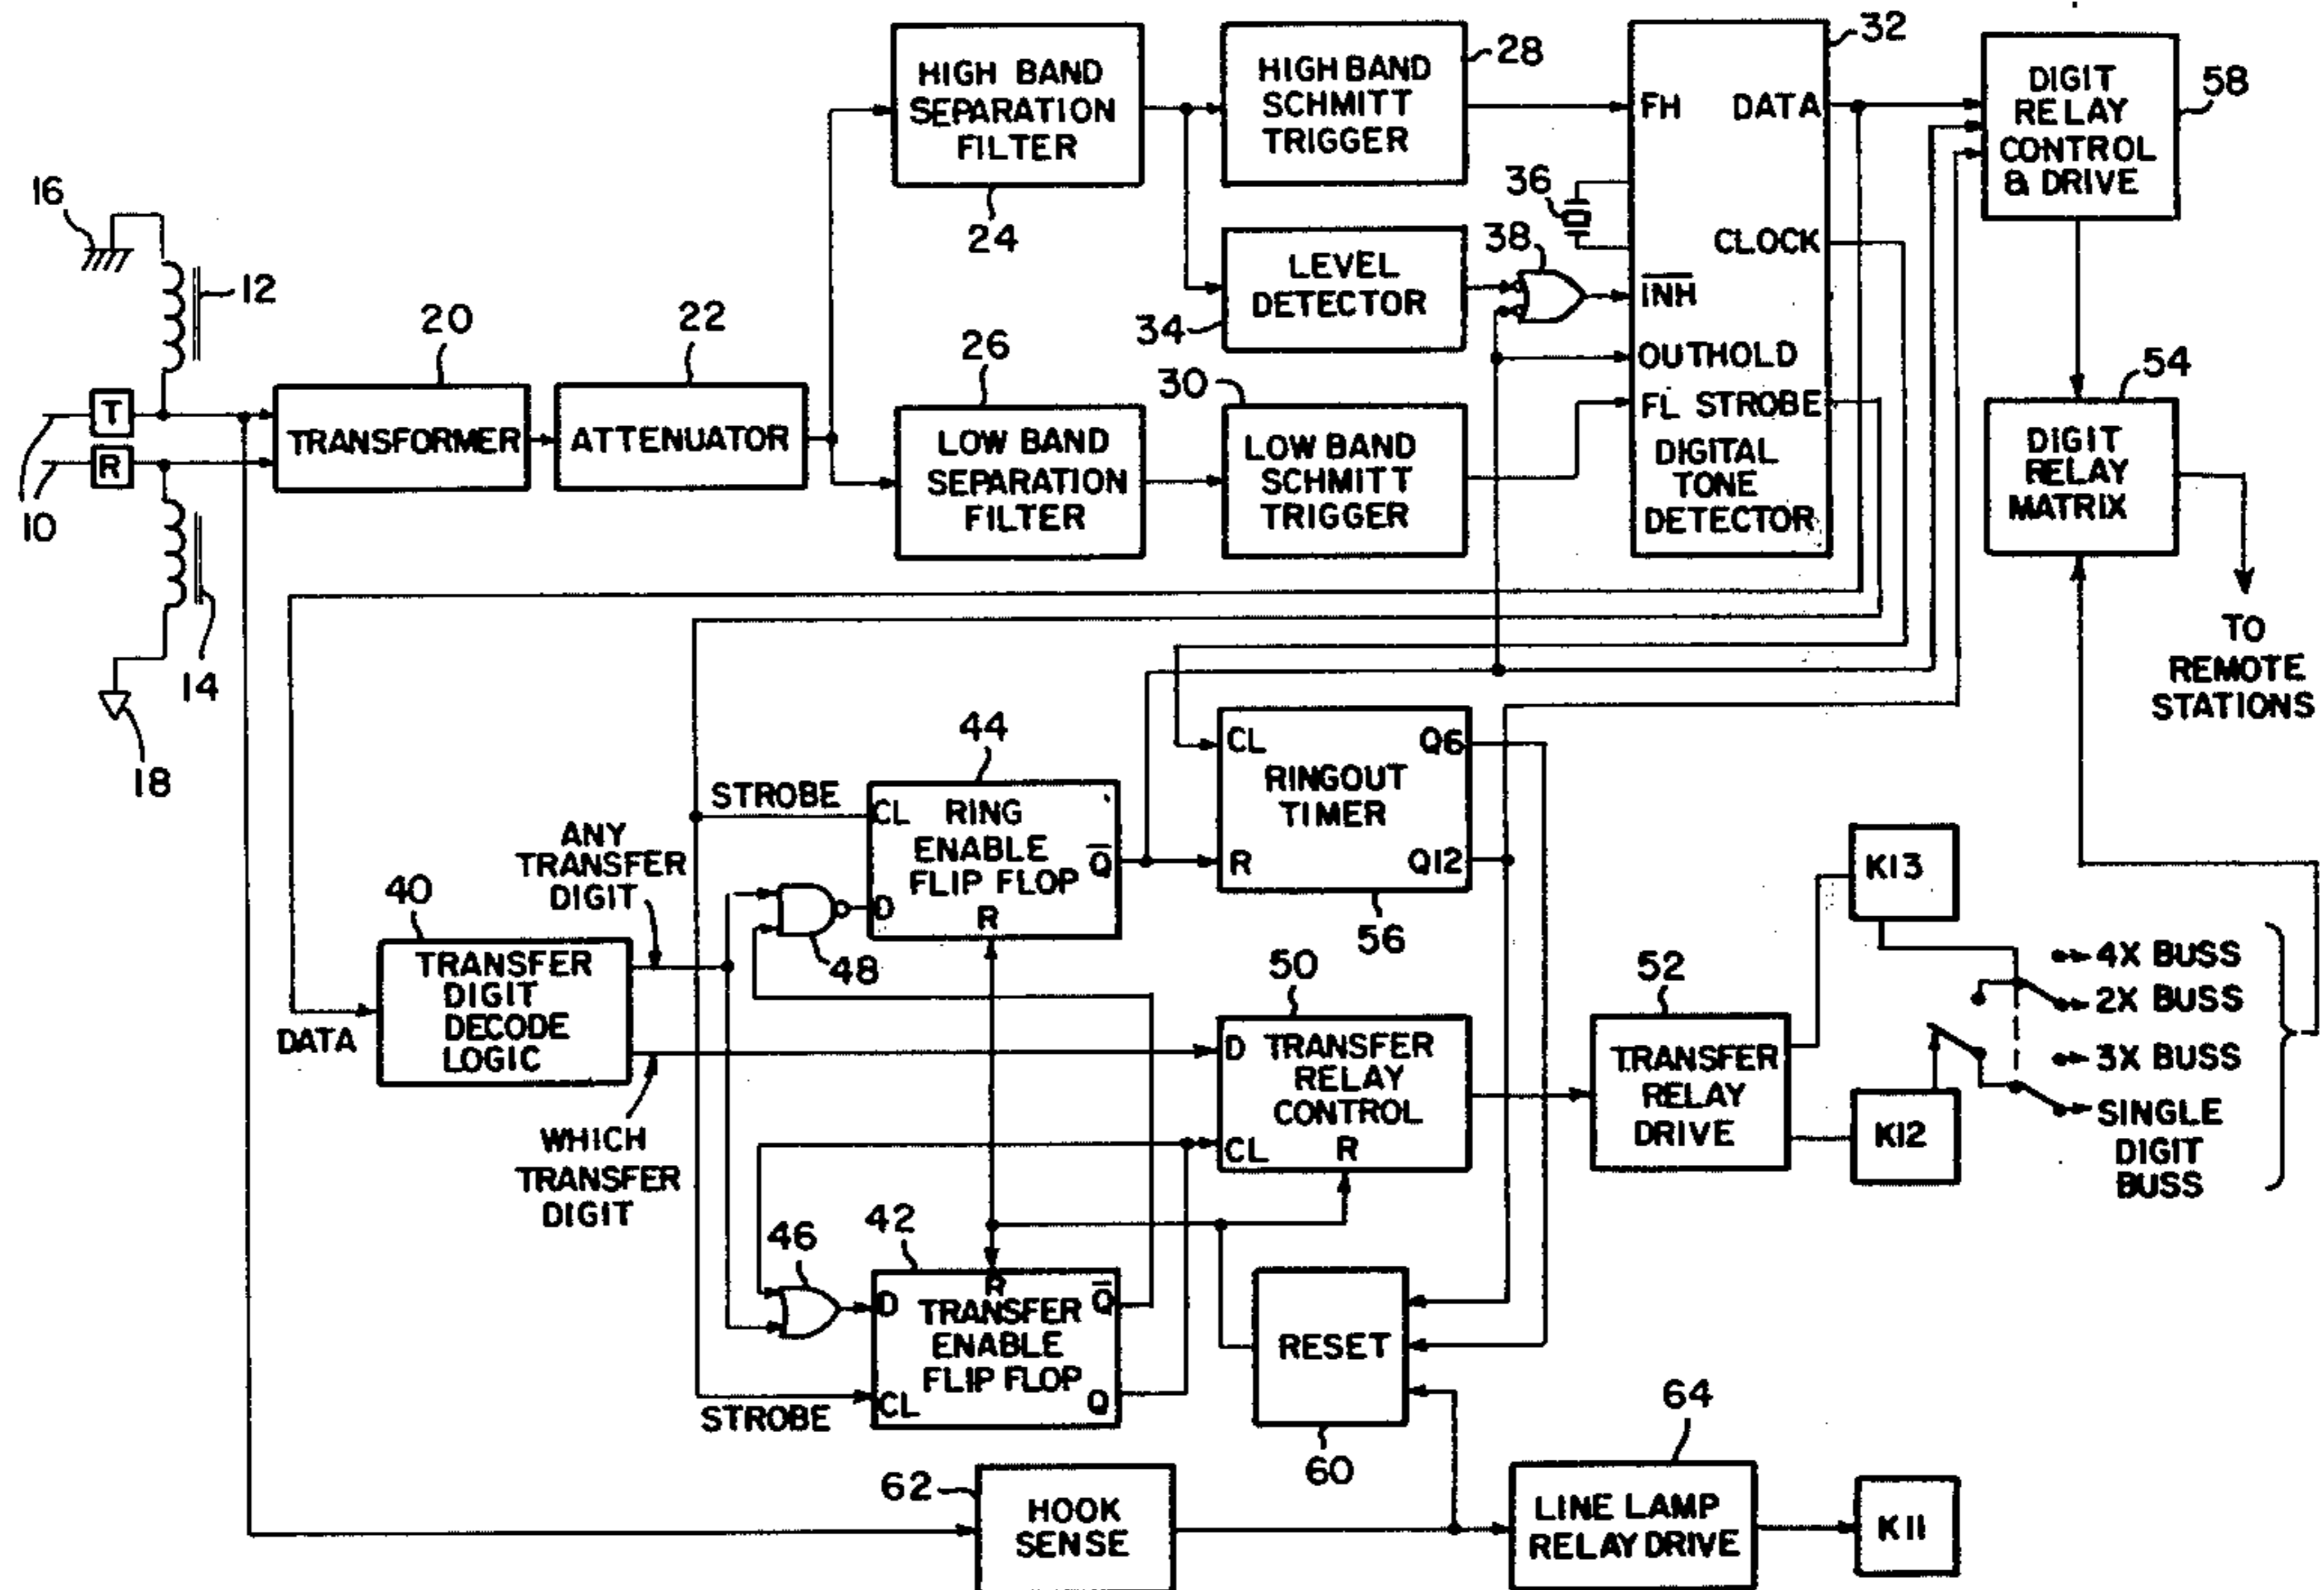 16
12
T
R
10
14
18
20
TRANSFORMER
22
ATTENUATOR
HIGH BAND
SEPARATION
FILTER
24
26
LOW BAND
SEPARATION
FILTER
HIGH BAND
SCHMITT
TRIGGER
28
LEVEL
DETECTOR
34
30
LOW BAND
SCHMITT
TRIGGER
36
38
32
FH DATA
CLOCK
INH
OUTHOLD
FL STROBE
DIGITAL
TONE
DETECTOR
DIGIT
RELAY
CONTROL
& DRIVE
58
54
DIGIT
RELAY
MATRIX
TO
REMOTE
STATIONS
DATA
40
TRANSFER
DIGIT
DECODE
LOGIC
ANY
TRANSFER
DIGIT
WHICH
TRANSFER
DIGIT
STROBE
44
CL RING
ENABLE
FLIP FLOP
Q
D
R
48
CL Q6
RINGOUT
TIMER
R Q12
56
50
D TRANSFER
RELAY
CONTROL
CL R
52
TRANSFER
RELAY
DRIVE
K13
K12
4X BUSS
2X BUSS
3X BUSS
SINGLE
DIGIT
BUSS
46
42
R
D Q
TRANSFER
ENABLE
FLIP FLOP
CL Q
STROBE
RESET
60
62
HOOK
SENSE
64
LINE LAMP
RELAY DRIVE
K11